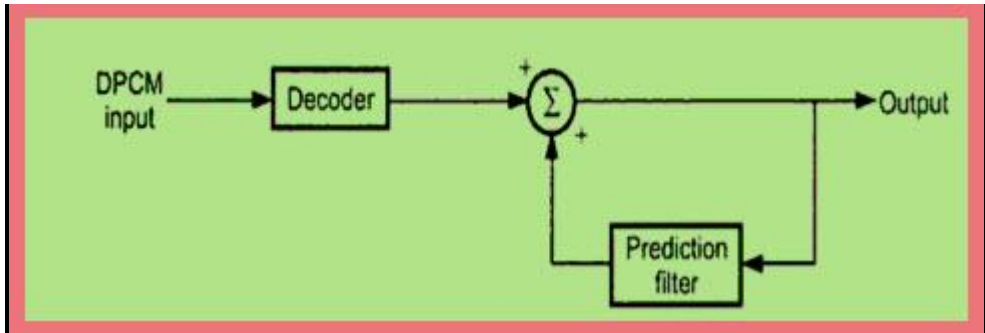 DPCM
input
Decoder
+
Σ
+
Output
Prediction
filter